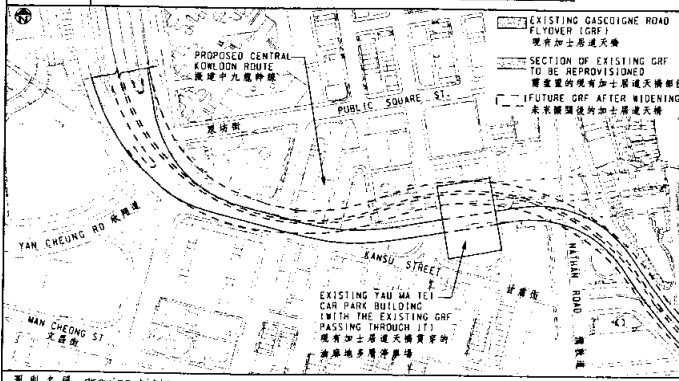 EXISTING GASCOIGNE ROAD
FLYOVER (GRF)
現有加士居道天橋
SECTION OF EXISTING GRF
TO BE REPROVISIONED
需重置的現有加士居道天橋部
FUTURE GRF AFTER WIDENING
未來擴闊後的加士居道天橋
PROPOSED CENTRAL
KOWLOON ROUTE
擬建中九龍幹線
PUBLIC SQUARE ST.
YAN CHEUNG RD 欣翔道
KANSU STREET
甘肅街
NATHAN ROAD
彌敦道
MAN CHEONG ST
文昌街
EXISTING YAU MA TEI
CAR PARK BUILDING
(WITH THE EXISTING GRF
PASSING THROUGH IT)
現有加士居道天橋貫穿的
油麻地多層停車場